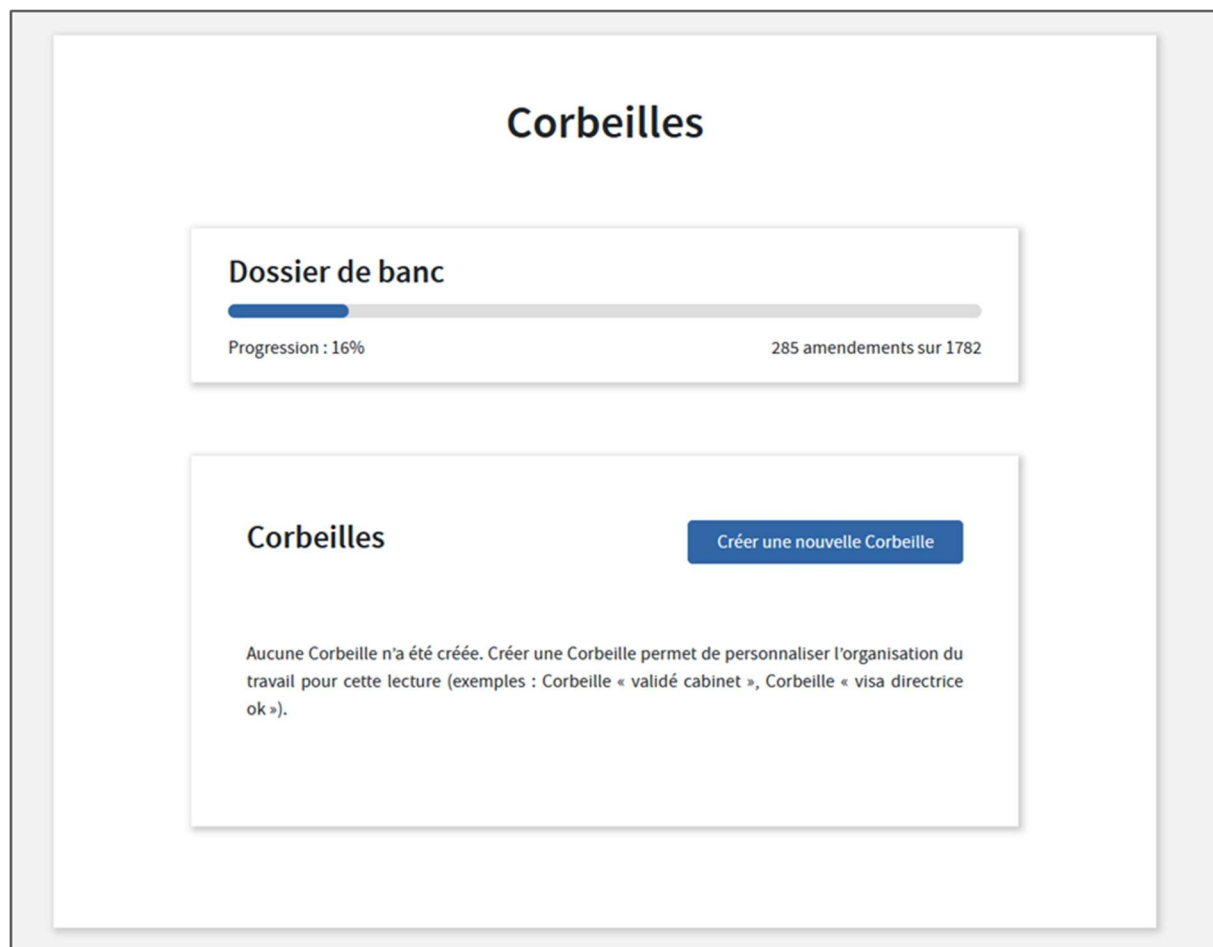 Corbeilles
Dossier de banc
Progression : 16%
285 amendements sur 1782
Corbeilles
Créer une nouvelle Corbeille
Aucune Corbeille n’a été créée. Créer une Corbeille permet de personnaliser l’organisation du
travail pour cette lecture (exemples : Corbeille « validé cabinet », Corbeille « visa directrice
ok »).